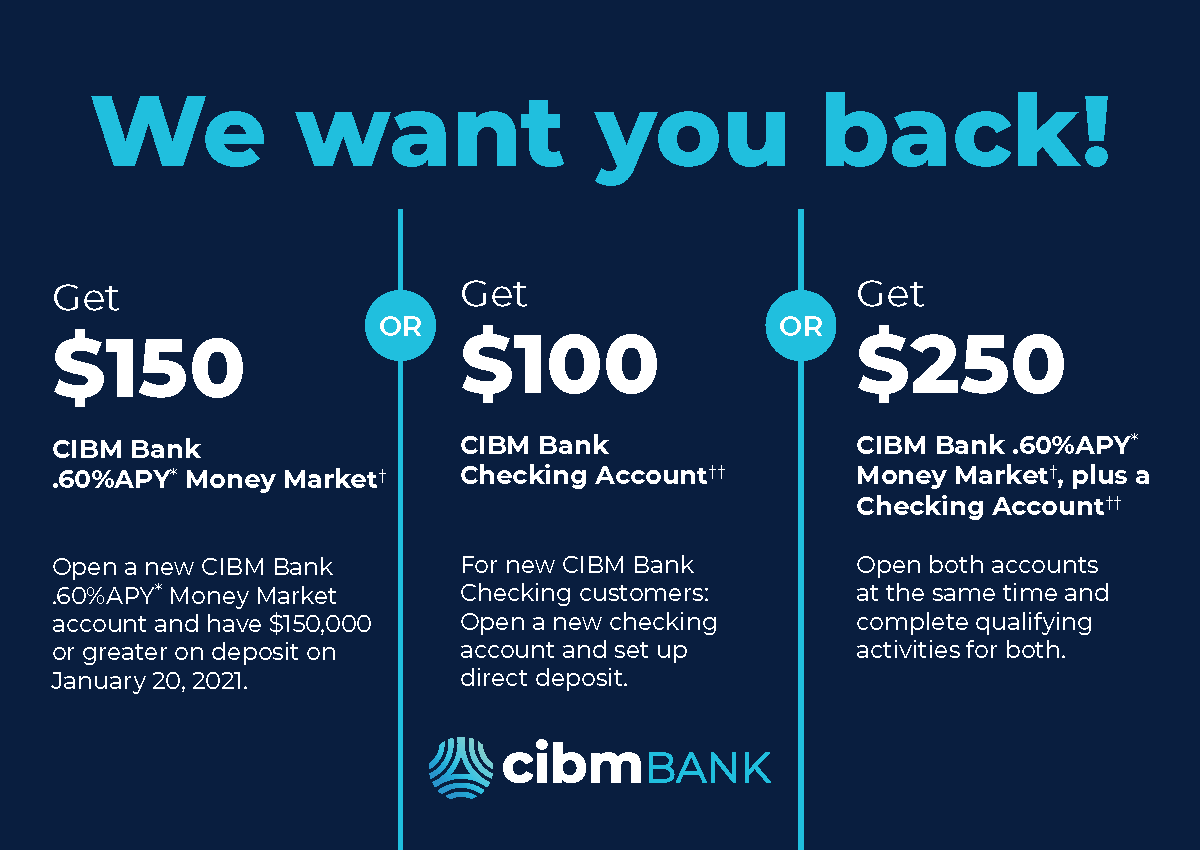 We want you back!
Get
$150
CIBM Bank
.60%APY* Money Market†
Open a new CIBM Bank
.60%APY* Money Market
account and have $150,000
or greater on deposit on
January 20, 2021.
OR
Get
$100
CIBM Bank
Checking Account††
For new CIBM Bank
Checking customers:
Open a new checking
account and set up
direct deposit.
OR
Get
$250
CIBM Bank .60%APY*
Money Market†, plus a
Checking Account††
Open both accounts
at the same time and
complete qualifying
activities for both.
cibmBANK